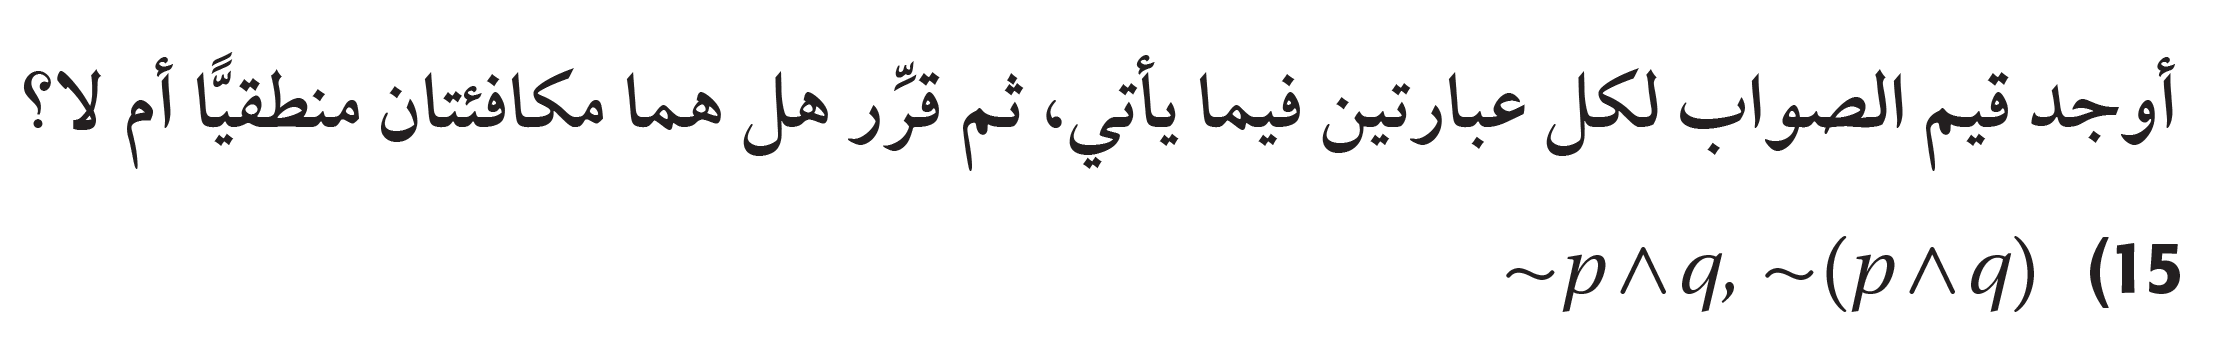 أوجد قيم الصواب لكل عبارتين فيما يأتي، ثم قرِّر هل هما مكافئتان منطقيًّا أم لا؟
(15 ~p∧q, ~(p∧q)